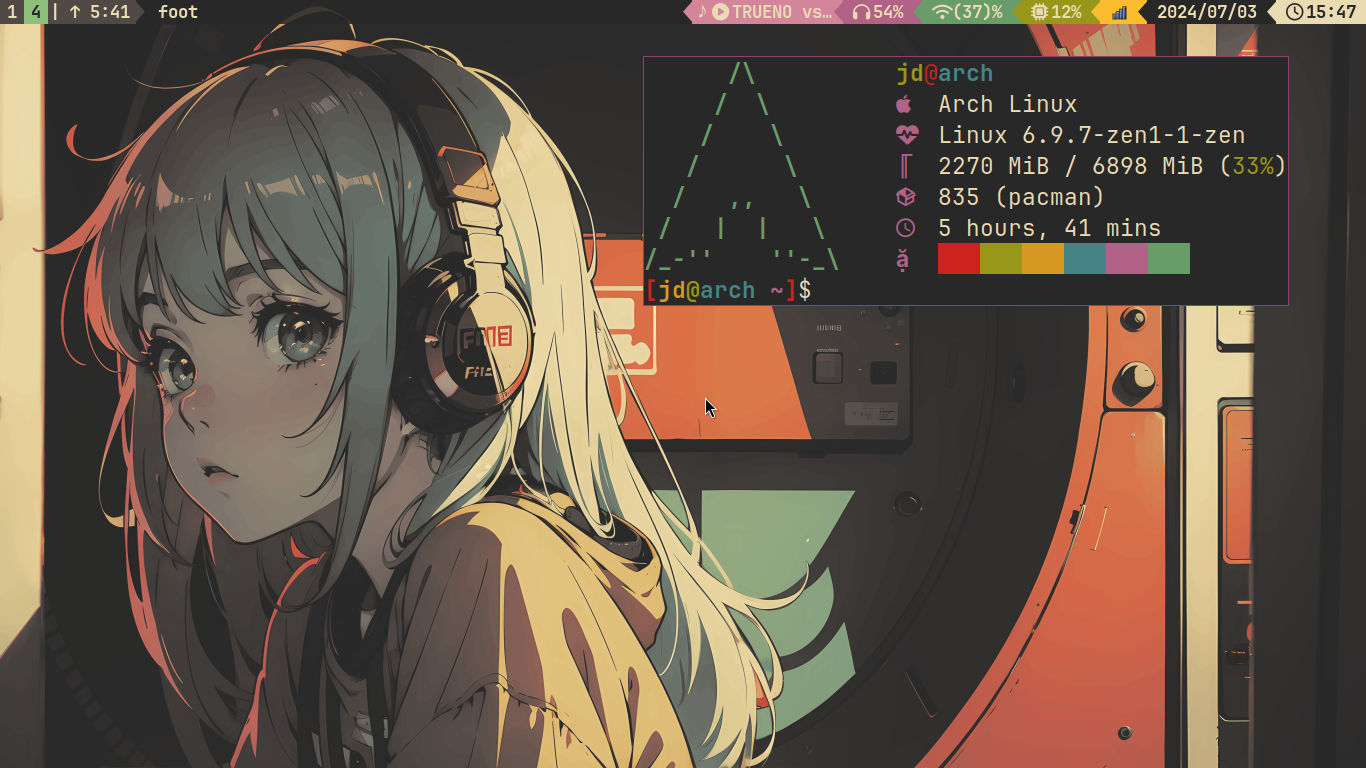 1 4 | ↑ 5:41 foot ♪ TRUENO vs… 54% (37)% 12% 2024/07/03 15:47
jd@arch
Arch Linux
Linux 6.9.7-zen1-1-zen
2270 MiB / 6898 MiB (33%)
835 (pacman)
5 hours, 41 mins
[jd@arch ~]$